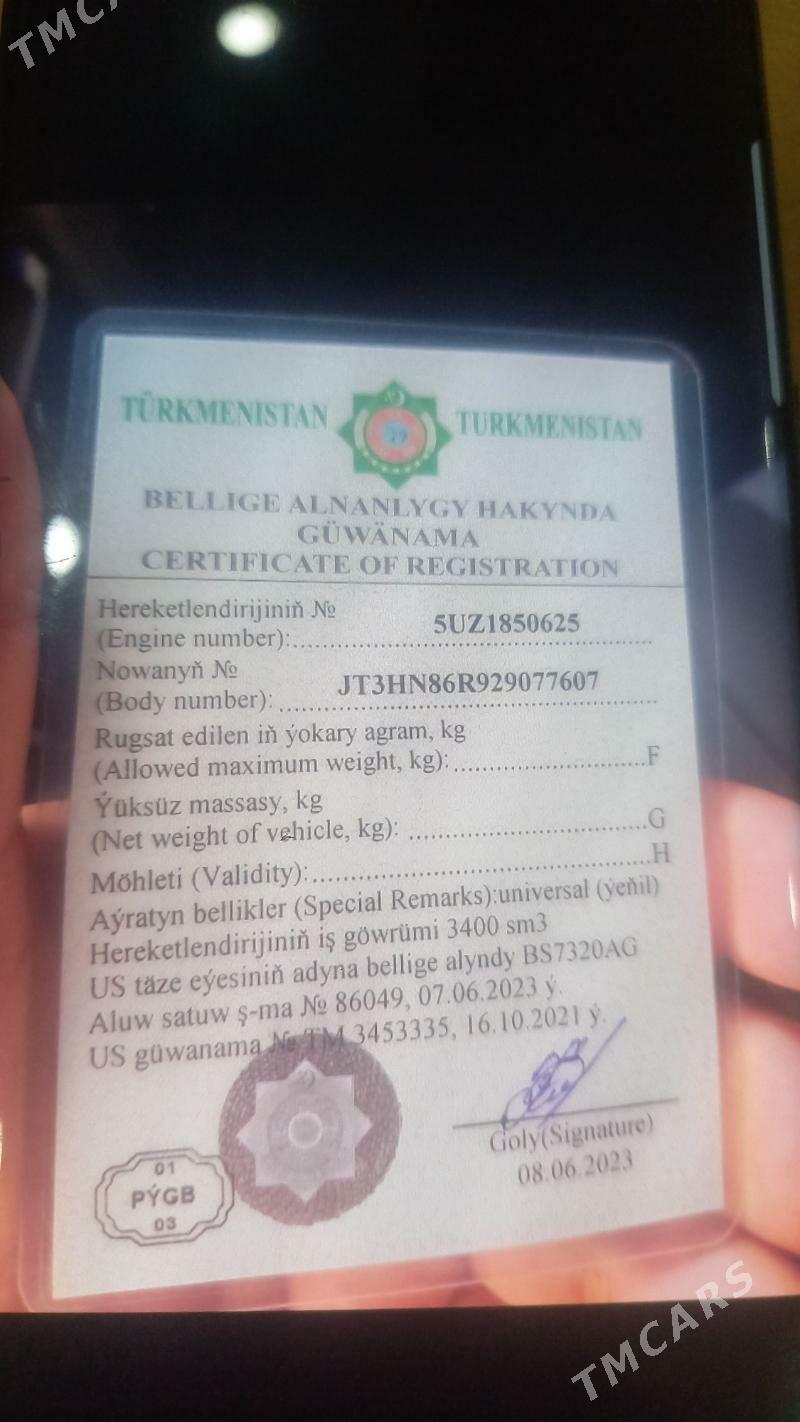 TMCA
TÜRKMENISTAN TURKMENISTAN
BELLIGE ALNANLYGY HAKYNDA
GÜWÄNAMA
CERTIFICATE OF REGISTRATION
Hereketlendirijiniň №
(Engine number):.......... 5UZ1850625
Nowanyň №
(Body number): .......... JT3HN86R929077607
Rugsat edilen iň ýokary agram, kg
(Allowed maximum weight, kg):..........F
Ýüksüz massasy, kg
(Net weight of vehicle, kg): ..........G
Möhleti (Validity):..........H
Aýratyn bellikler (Special Remarks):universal (ýeňil)
Hereketlendirijiniň iş göwrümi 3400 sm3
US täze eýesiniň adyna bellige alyndy BS7320AG
Aluw satuw ş-ma № 86049, 07.06.2023 ý.
US güwanama № TM 3453335, 16.10.2021 ý.
Goly(Signature)
08.06.2023
01
PÝGB
03
TMCARS